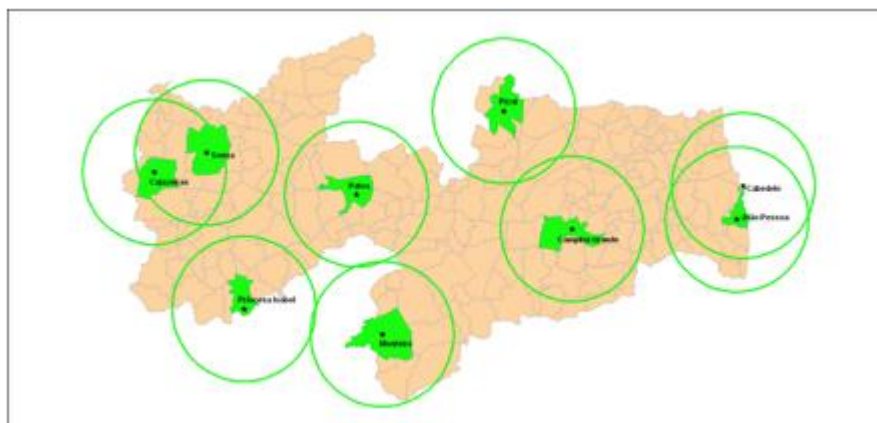 Picuí
Sousa
Cajazeiras
Patos
Cabedelo
João Pessoa
Campina Grande
Princesa Isabel
Monteiro